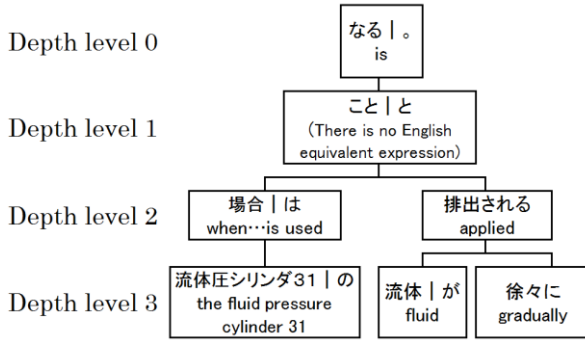 Depth level 0
なる | 。
is
Depth level 1
こと | と
(There is no English
equivalent expression)
Depth level 2
場合 | は
when…is used
排出される
applied
Depth level 3
流体圧シリンダ31 | の
the fluid pressure
cylinder 31
流体 | が
fluid
徐々に
gradually